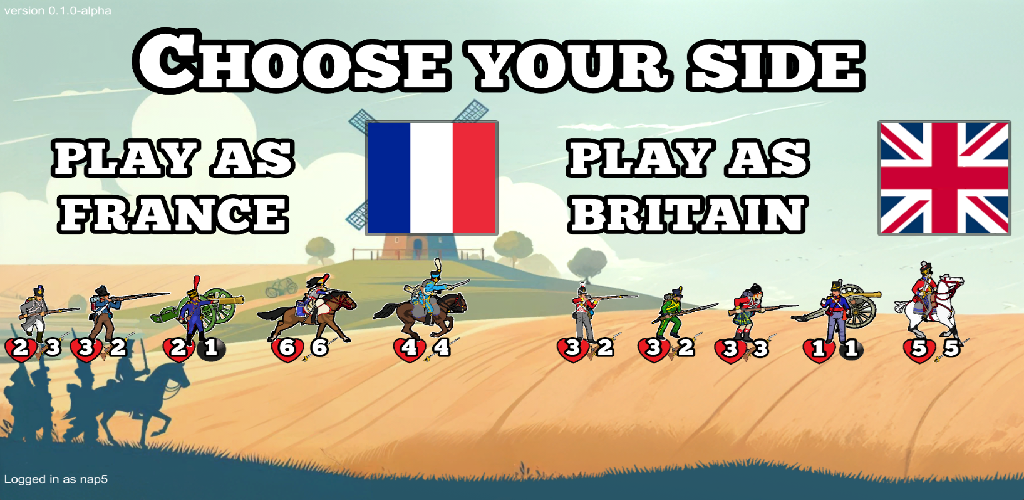 version 0.1.0-alpha
CHOOSE YOUR SIDE
PLAY AS
FRANCE
PLAY AS
BRITAIN
2 3 3 2 2 1 6 6 4 4 3 2 3 2 3 3 1 1 5 5
Logged in as nap5